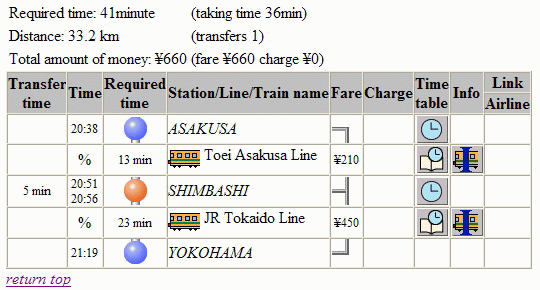 Required time: 41minute (taking time 36min)
Distance: 33.2 km (transfers 1)
Total amount of money: ¥660 (fare ¥660 charge ¥0)
Transfer time Time Required time Station/Line/Train name Fare Charge Time table Info Link
Airline
20:38 ASAKUSA
% 13 min Toei Asakusa Line ¥210
5 min 20:51 SHIMBASHI
20:56
% 23 min JR Tokaido Line ¥450
21:19 YOKOHAMA
return top